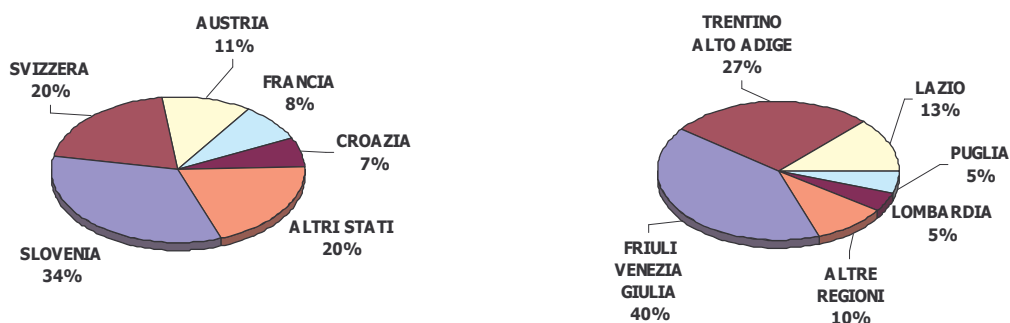 AUSTRIA
11%
SVIZZERA
20%
FRANCIA
8%
CROAZIA
7%
ALTRI STATI
20%
SLOVENIA
34%
TRENTINO
ALTO ADIGE
27%
LAZIO
13%
PUGLIA
5%
LOMBARDIA
5%
ALTRE
REGIONI
10%
FRIULI
VENEZIA
GIULIA
40%